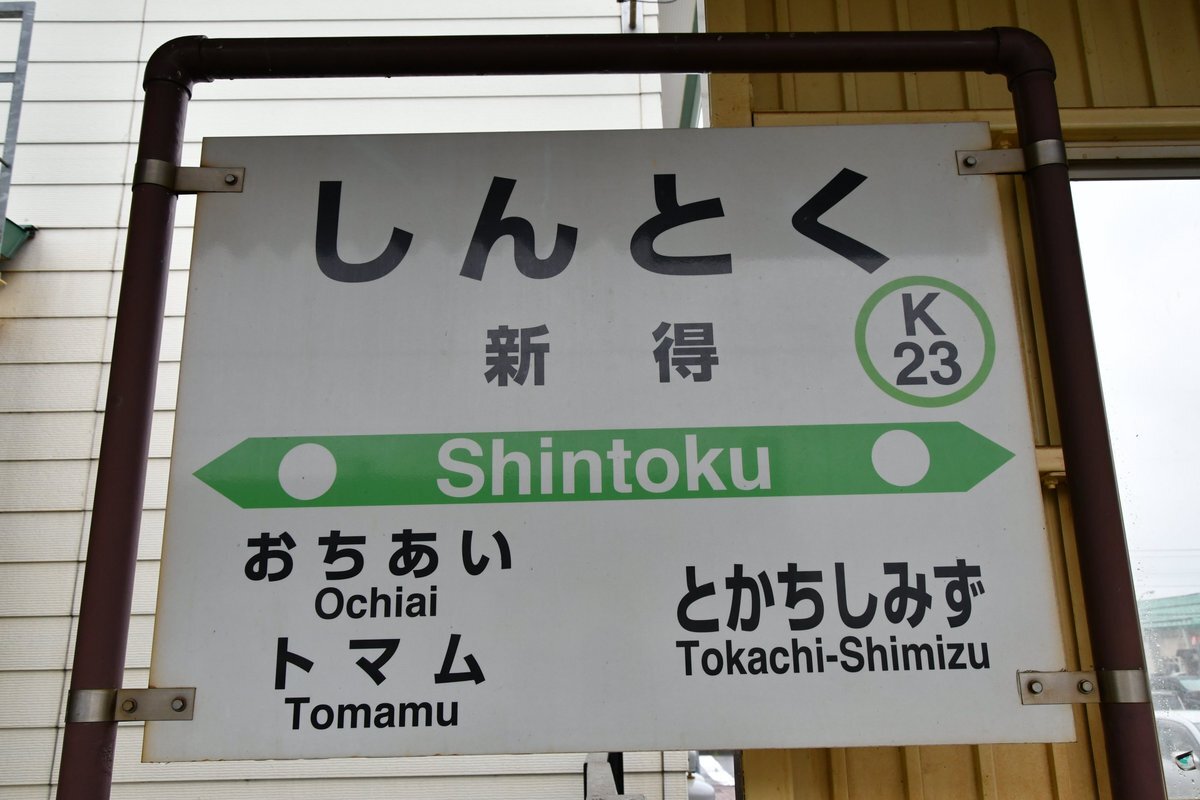 しんとく
新得
K
23
Shintoku
おちあい
Ochiai
トマム
Tomamu
とかちしみず
Tokachi-Shimizu